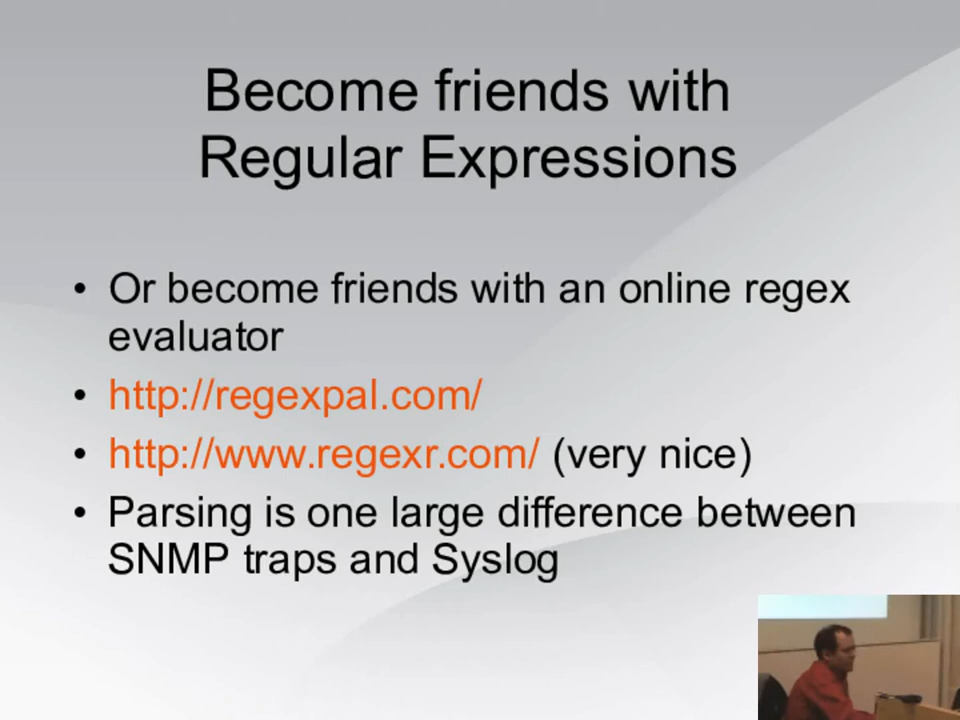 Become friends with
Regular Expressions
• Or become friends with an online regex
evaluator
• http://regexpal.com/
• http://www.regexr.com/ (very nice)
• Parsing is one large difference between
SNMP traps and Syslog